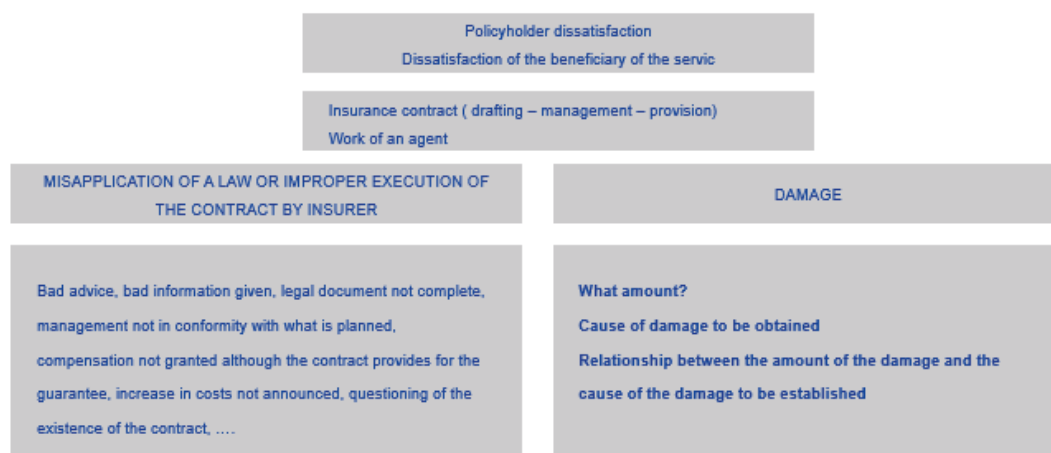 Policyholder dissatisfaction
Dissatisfaction of the beneficiary of the servic
Insurance contract ( drafting – management – provision)
Work of an agent
MISAPPLICATION OF A LAW OR IMPROPER EXECUTION OF
THE CONTRACT BY INSURER
DAMAGE
Bad advice, bad information given, legal document not complete,
management not in conformity with what is planned,
compensation not granted although the contract provides for the
guarantee, increase in costs not announced, questioning of the
existence of the contract, ….
What amount?
Cause of damage to be obtained
Relationship between the amount of the damage and the
cause of the damage to be established